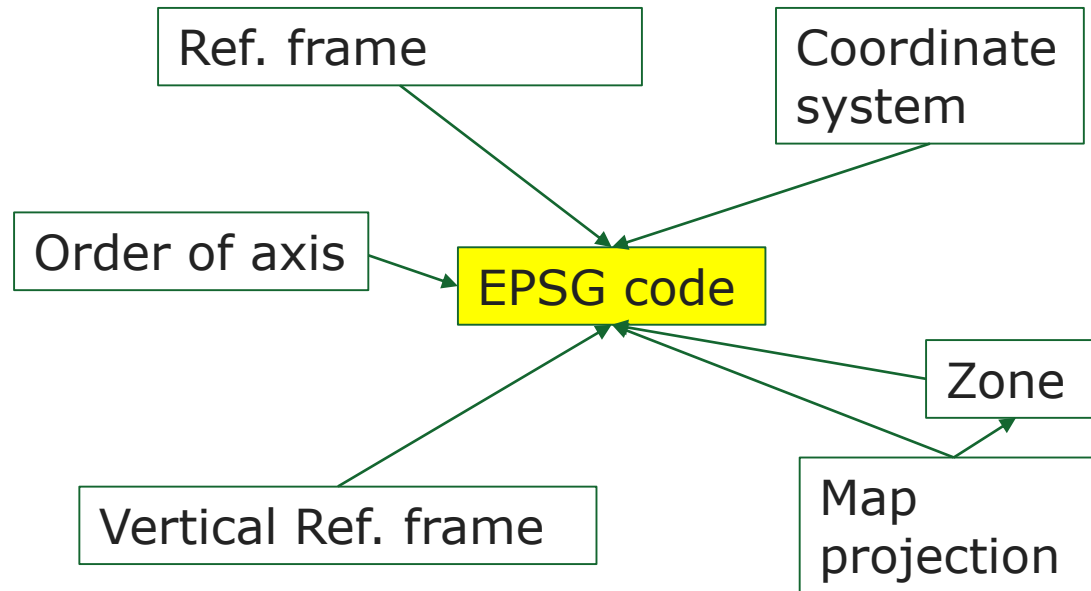 Ref. frame
Coordinate
system
Order of axis
EPSG code
Zone
Vertical Ref. frame
Map
projection